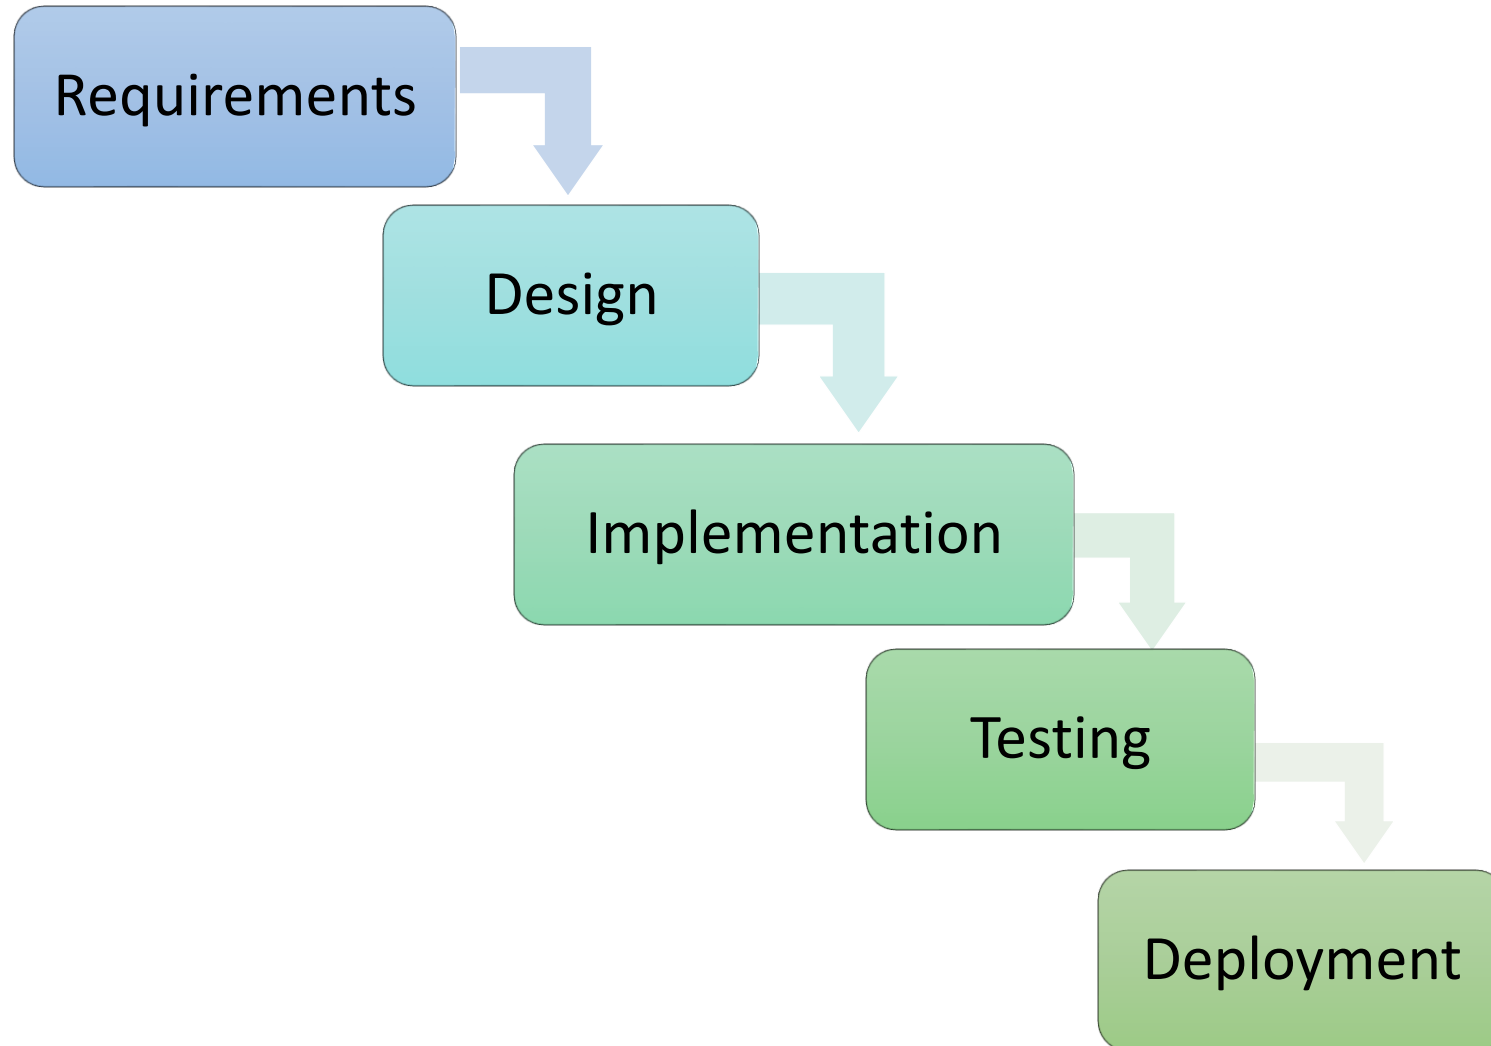 Requirements
Design
Implementation
Testing
Deployment